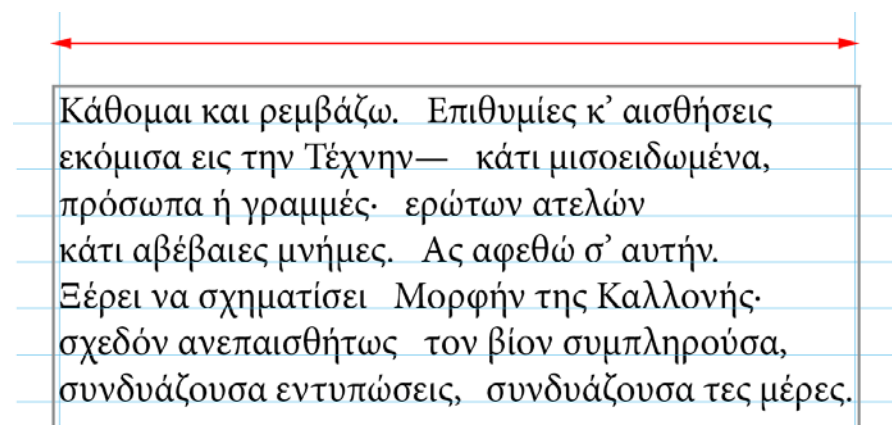 Κάθομαι και ρεμβάζω.   Επιθυμίες κ’ αισθήσεις
εκόμισα εις την Τέχνην—   κάτι μισοειδωμένα,
πρόσωπα ή γραμμές·   ερώτων ατελών
κάτι αβέβαιες μνήμες.   Ας αφεθώ σ’ αυτήν.
Ξέρει να σχηματίσει   Μορφήν της Καλλονής·
σχεδόν ανεπαισθήτως   τον βίον συμπληρούσα,
συνδυάζουσα εντυπώσεις,   συνδυάζουσα τες μέρες.